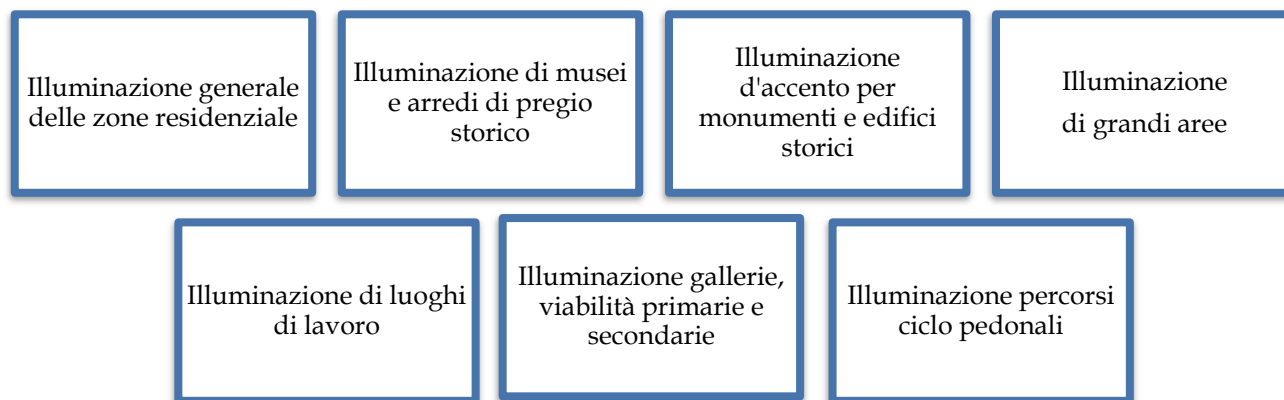 Illuminazione generale
delle zone residenziale
Illuminazione di musei
e arredi di pregio
storico
Illuminazione
d'accento per
monumenti e edifici
storici
Illuminazione
di grandi aree
Illuminazione di luoghi
di lavoro
Illuminazione gallerie,
viabilità primarie e
secondarie
Illuminazione percorsi
ciclo pedonali